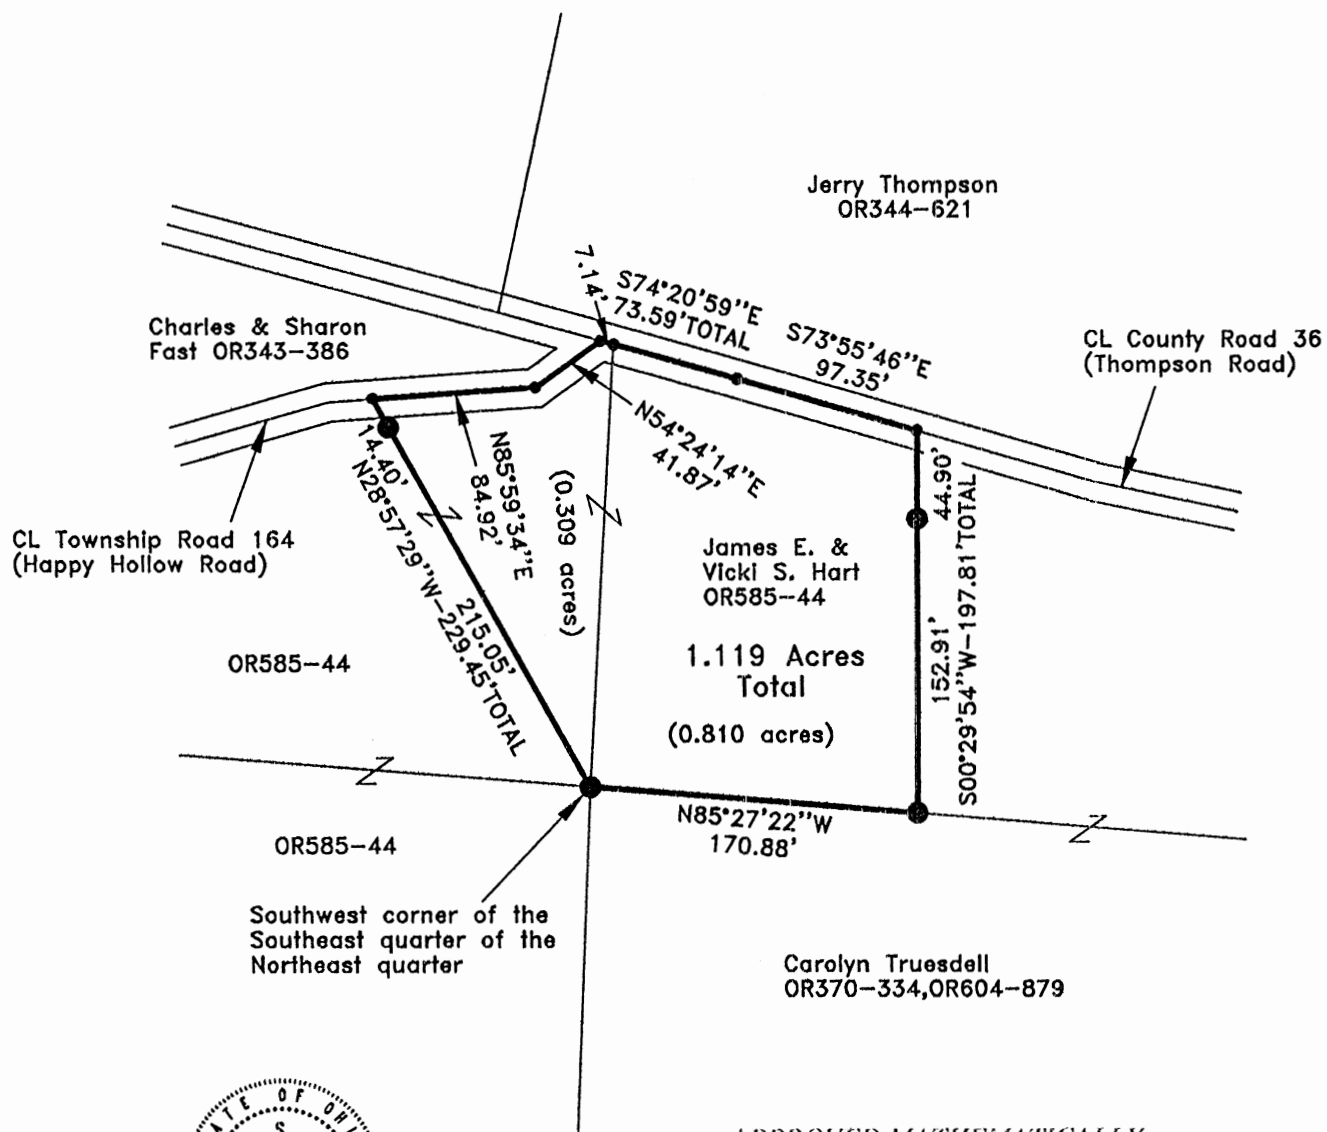 Jerry Thompson
OR344-621
7.14'
S74°20'59"E
73.59'TOTAL
S73°55'46"E
97.35'
Charles & Sharon
Fast OR343-386
CL County Road 36
(Thompson Road)
N54°24'14"E
41.87'
14.40'
N28°57'29"W-229.45'TOTAL
215.05'
N85°59'34"E
84.92'
(0.309 acres)
44.90'
152.91'
S00°29'54"W-197.81'TOTAL
CL Township Road 164
(Happy Hollow Road)
James E. &
Vicki S. Hart
OR585-44
OR585-44
1.119 Acres
Total
(0.810 acres)
N85°27'22"W
170.88'
OR585-44
Southwest corner of the
Southeast quarter of the
Northeast quarter
Carolyn Truesdell
OR370-334,OR604-879
OF
APPROVED MATHEMATICALLY